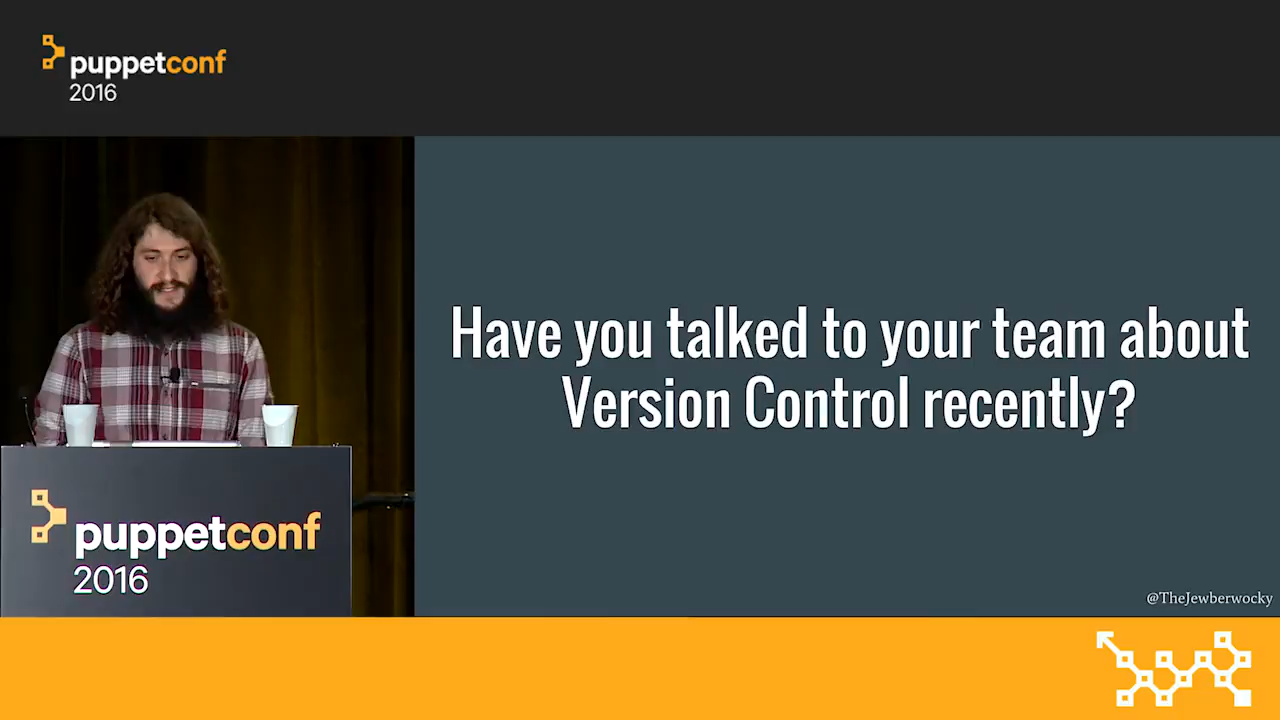 puppetconf
2016
Have you talked to your team about
Version Control recently?
puppetconf
2016
@TheJewberwocky